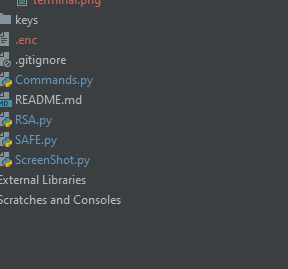 terminal.png
keys
.enc
.gitignore
Commands.py
README.md
RSA.py
SAFE.py
ScreenShot.py
External Libraries
Scratches and Consoles